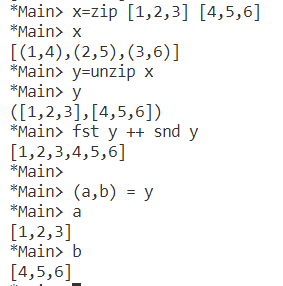 *Main> x=zip [1,2,3] [4,5,6]
*Main> x
[(1,4),(2,5),(3,6)]
*Main> y=unzip x
*Main> y
([1,2,3],[4,5,6])
*Main> fst y ++ snd y
[1,2,3,4,5,6]
*Main>
*Main> (a,b) = y
*Main> a
[1,2,3]
*Main> b
[4,5,6]